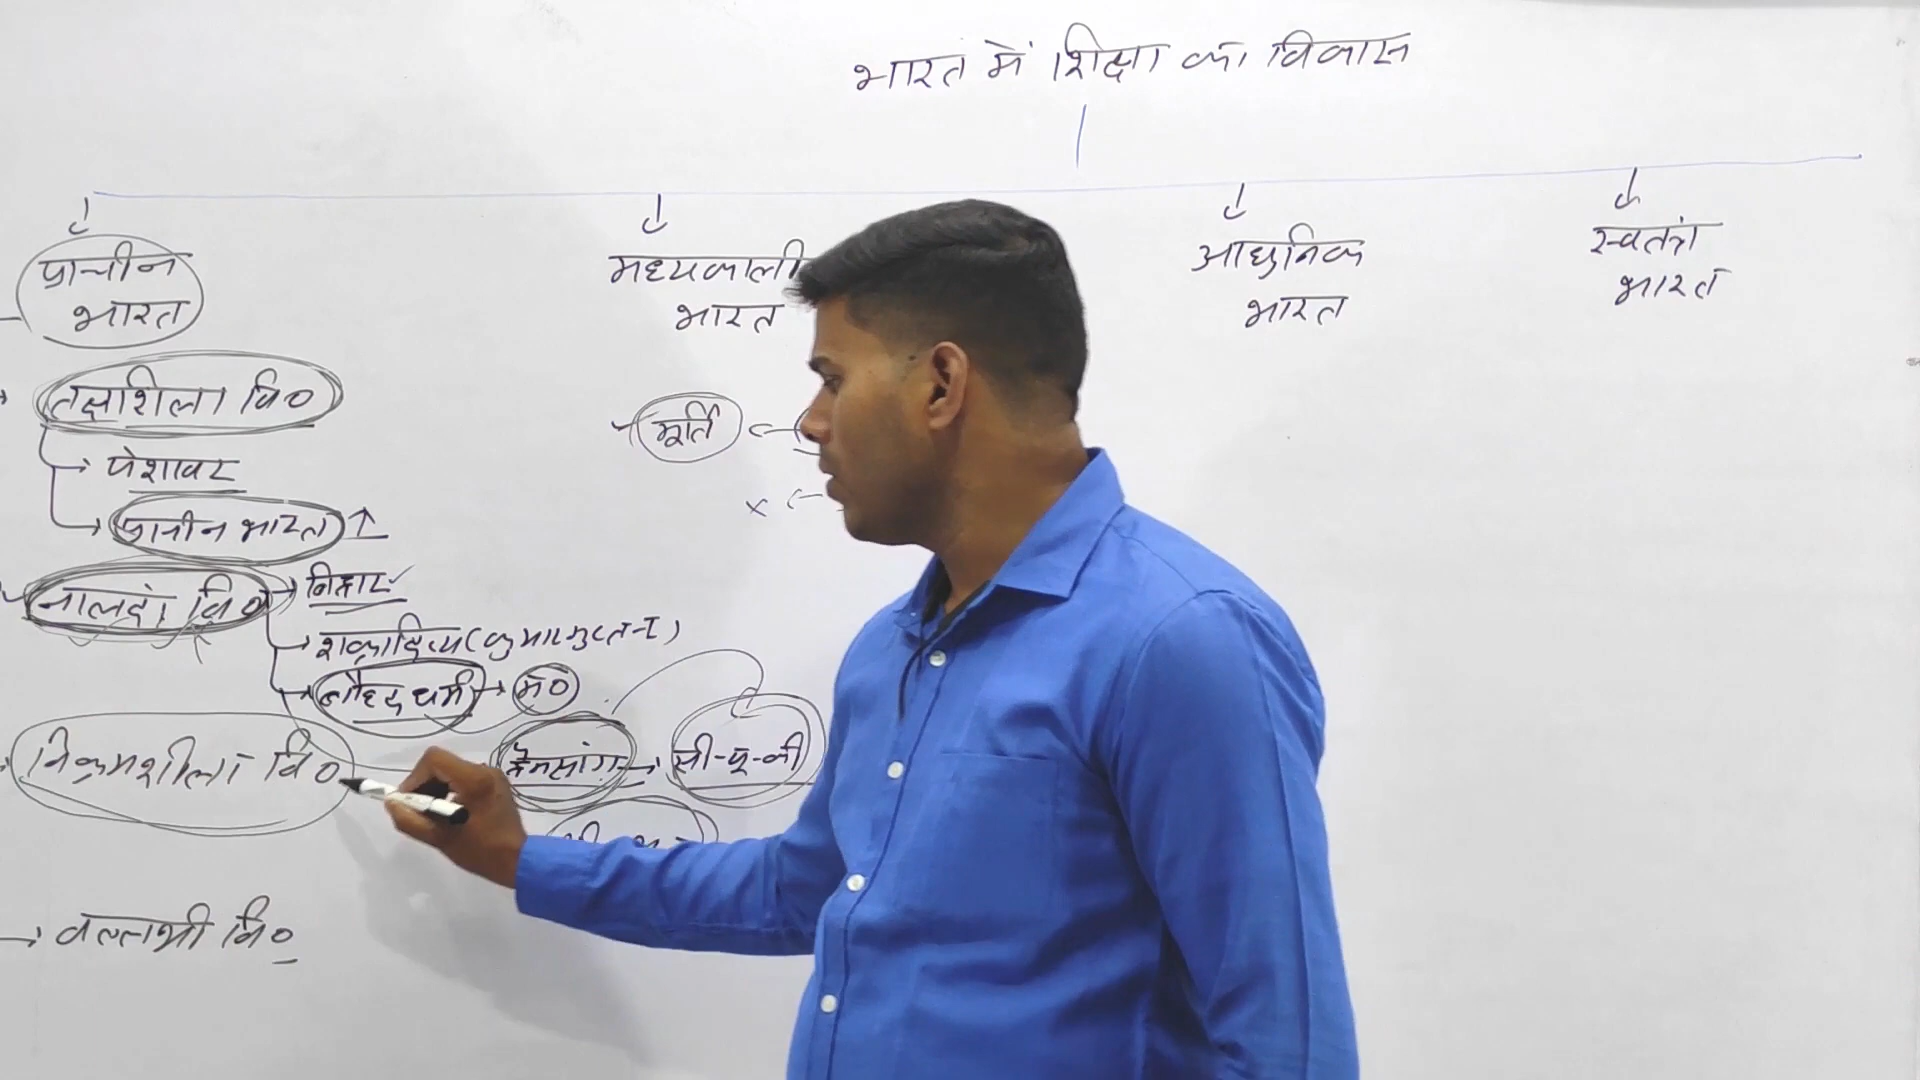 भारत में शिक्षा का विकास
प्राचीन
भारत
मध्यकाली
भारत
आधुनिक
भारत
स्वतंत्र
भारत
तक्षशिला वि०
मूर्ति
पेशावर
प्राचीन भारत
नालदां वि०
बिहार
शक्रादित्य (कुमारगुप्त-I)
बौद्ध धर्म → म०
विक्रमशीला वि०
ह्वेनसांग → सी-यू-की
वल्लभी वि०